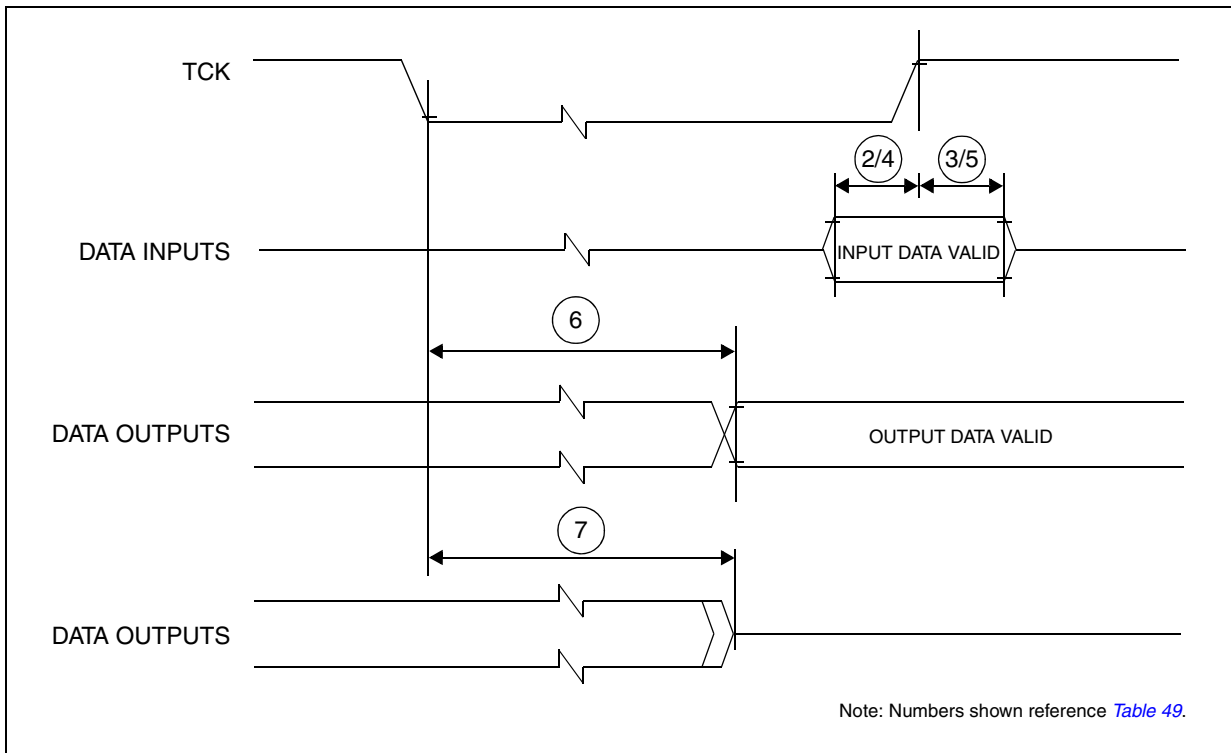 TCK
2/4
3/5
DATA INPUTS
INPUT DATA VALID
6
DATA OUTPUTS
OUTPUT DATA VALID
7
DATA OUTPUTS
Note: Numbers shown reference Table 49.